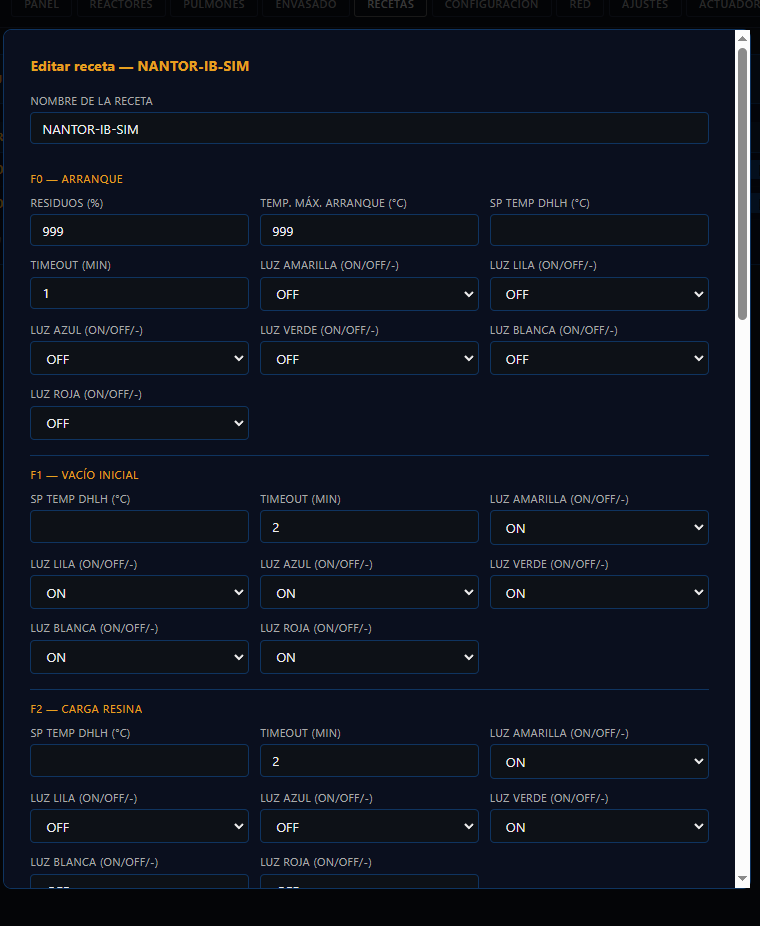 PANEL REACTORES PULMONES ENVASADO RECETAS CONFIGURACIÓN RED AJUSTES ACTUADOR
Editar receta — NANTOR-IB-SIM
NOMBRE DE LA RECETA
NANTOR-IB-SIM
F0 — ARRANQUE
RESIDUOS (%) TEMP. MÁX. ARRANQUE (°C) SP TEMP DHLH (°C)
999 999
TIMEOUT (MIN) LUZ AMARILLA (ON/OFF/-) LUZ LILA (ON/OFF/-)
1 OFF OFF
LUZ AZUL (ON/OFF/-) LUZ VERDE (ON/OFF/-) LUZ BLANCA (ON/OFF/-)
OFF OFF OFF
LUZ ROJA (ON/OFF/-)
OFF
F1 — VACÍO INICIAL
SP TEMP DHLH (°C) TIMEOUT (MIN) LUZ AMARILLA (ON/OFF/-)
2 ON
LUZ LILA (ON/OFF/-) LUZ AZUL (ON/OFF/-) LUZ VERDE (ON/OFF/-)
ON ON ON
LUZ BLANCA (ON/OFF/-) LUZ ROJA (ON/OFF/-)
ON ON
F2 — CARGA RESINA
SP TEMP DHLH (°C) TIMEOUT (MIN) LUZ AMARILLA (ON/OFF/-)
2 ON
LUZ LILA (ON/OFF/-) LUZ AZUL (ON/OFF/-) LUZ VERDE (ON/OFF/-)
OFF OFF ON
LUZ BLANCA (ON/OFF/-) LUZ ROJA (ON/OFF/-)